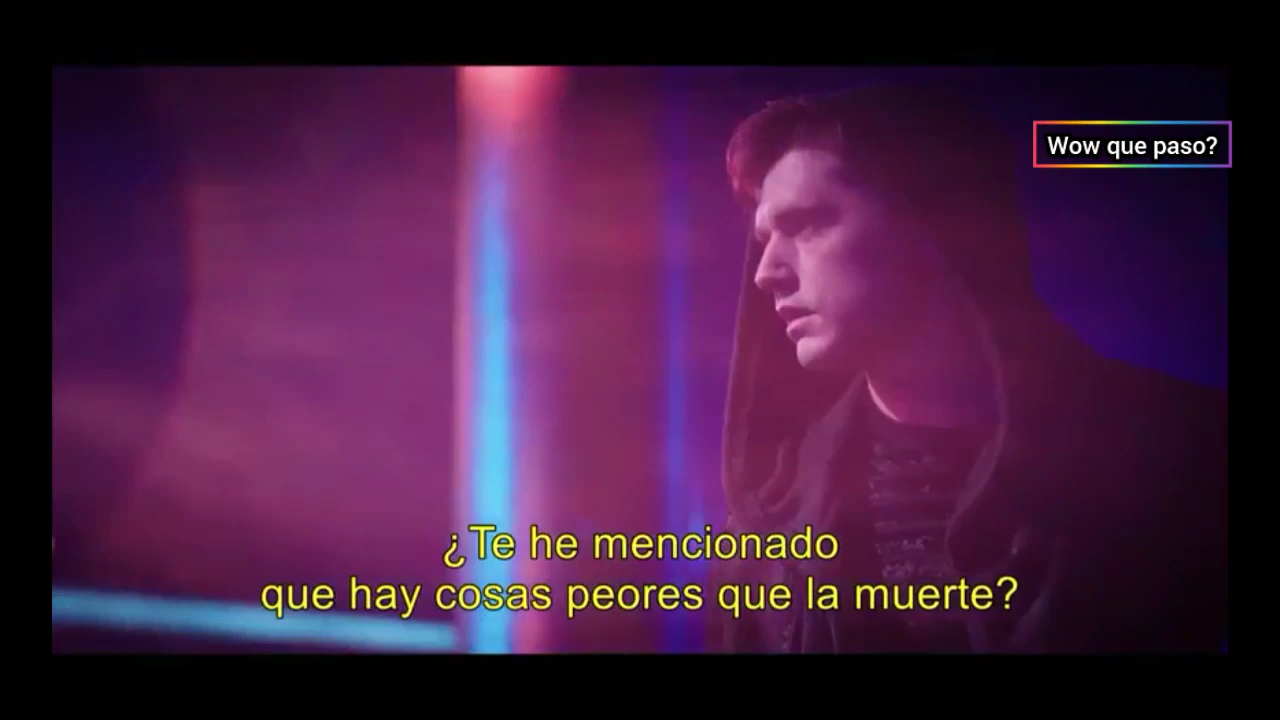 Wow que paso?
¿Te he mencionado
que hay cosas peores que la muerte?